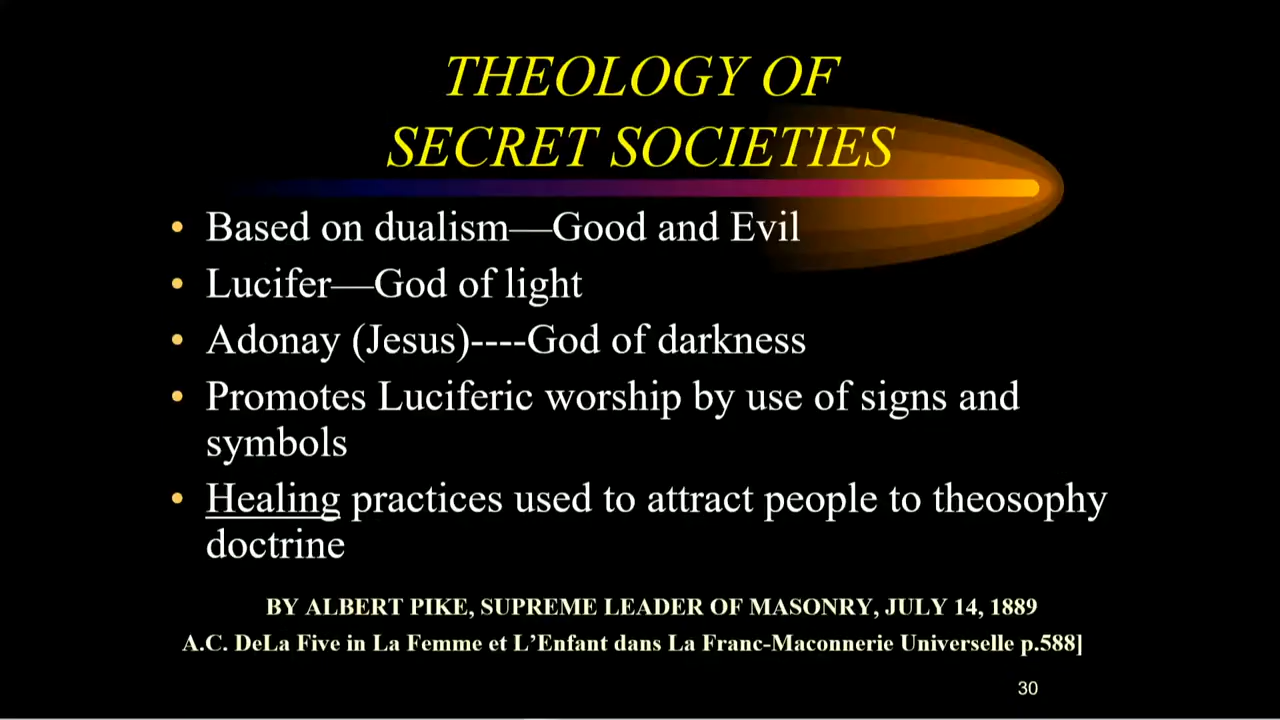 THEOLOGY OF
SECRET SOCIETIES
• Based on dualism—Good and Evil
• Lucifer—God of light
• Adonay (Jesus)----God of darkness
• Promotes Luciferic worship by use of signs and
symbols
• Healing practices used to attract people to theosophy
doctrine
BY ALBERT PIKE, SUPREME LEADER OF MASONRY, JULY 14, 1889
A.C. DeLa Five in La Femme et L’Enfant dans La Franc-Maconnerie Universelle p.588]
30